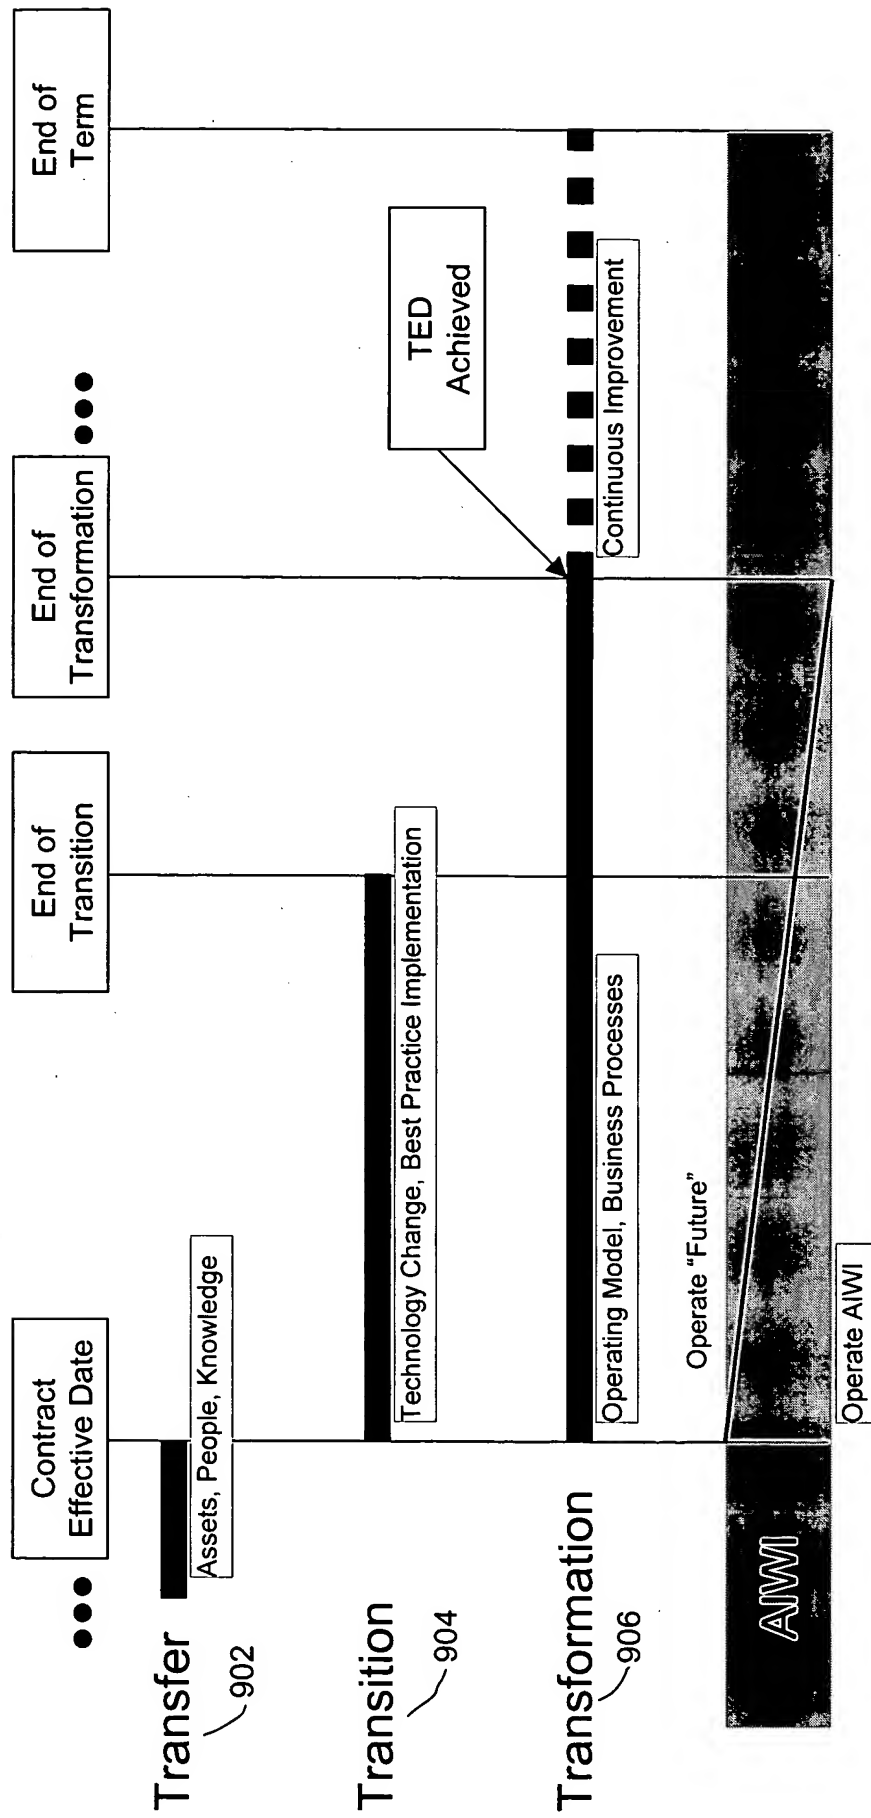 Contract
Effective Date
End of
Transition
End of
Transformation
End of
Term
Transfer
902
Assets, People, Knowledge
Transition
904
Technology Change, Best Practice Implementation
TED
Achieved
Transformation
906
Operating Model, Business Processes
Continuous Improvement
Operate "Future"
AIWI
Operate AIWI